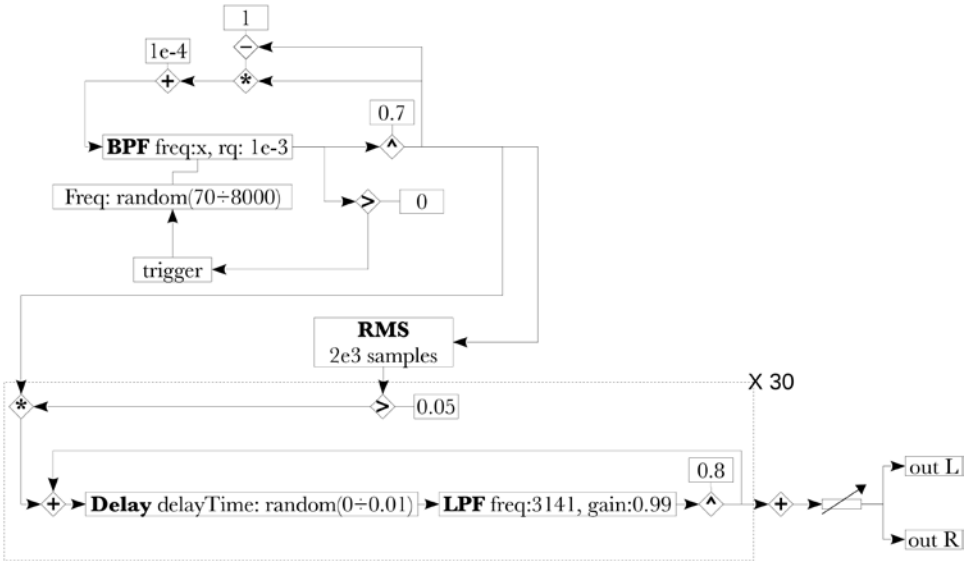 1
−
1e-4
+
*
0.7
BPF freq:x, rq: 1e-3
^
Freq: random(70÷8000)
>
0
trigger
RMS
2e3 samples
X 30
*
>
0.05
0.8
out L
+
Delay delayTime: random(0÷0.01)
LPF freq:3141, gain:0.99
^
+
out R